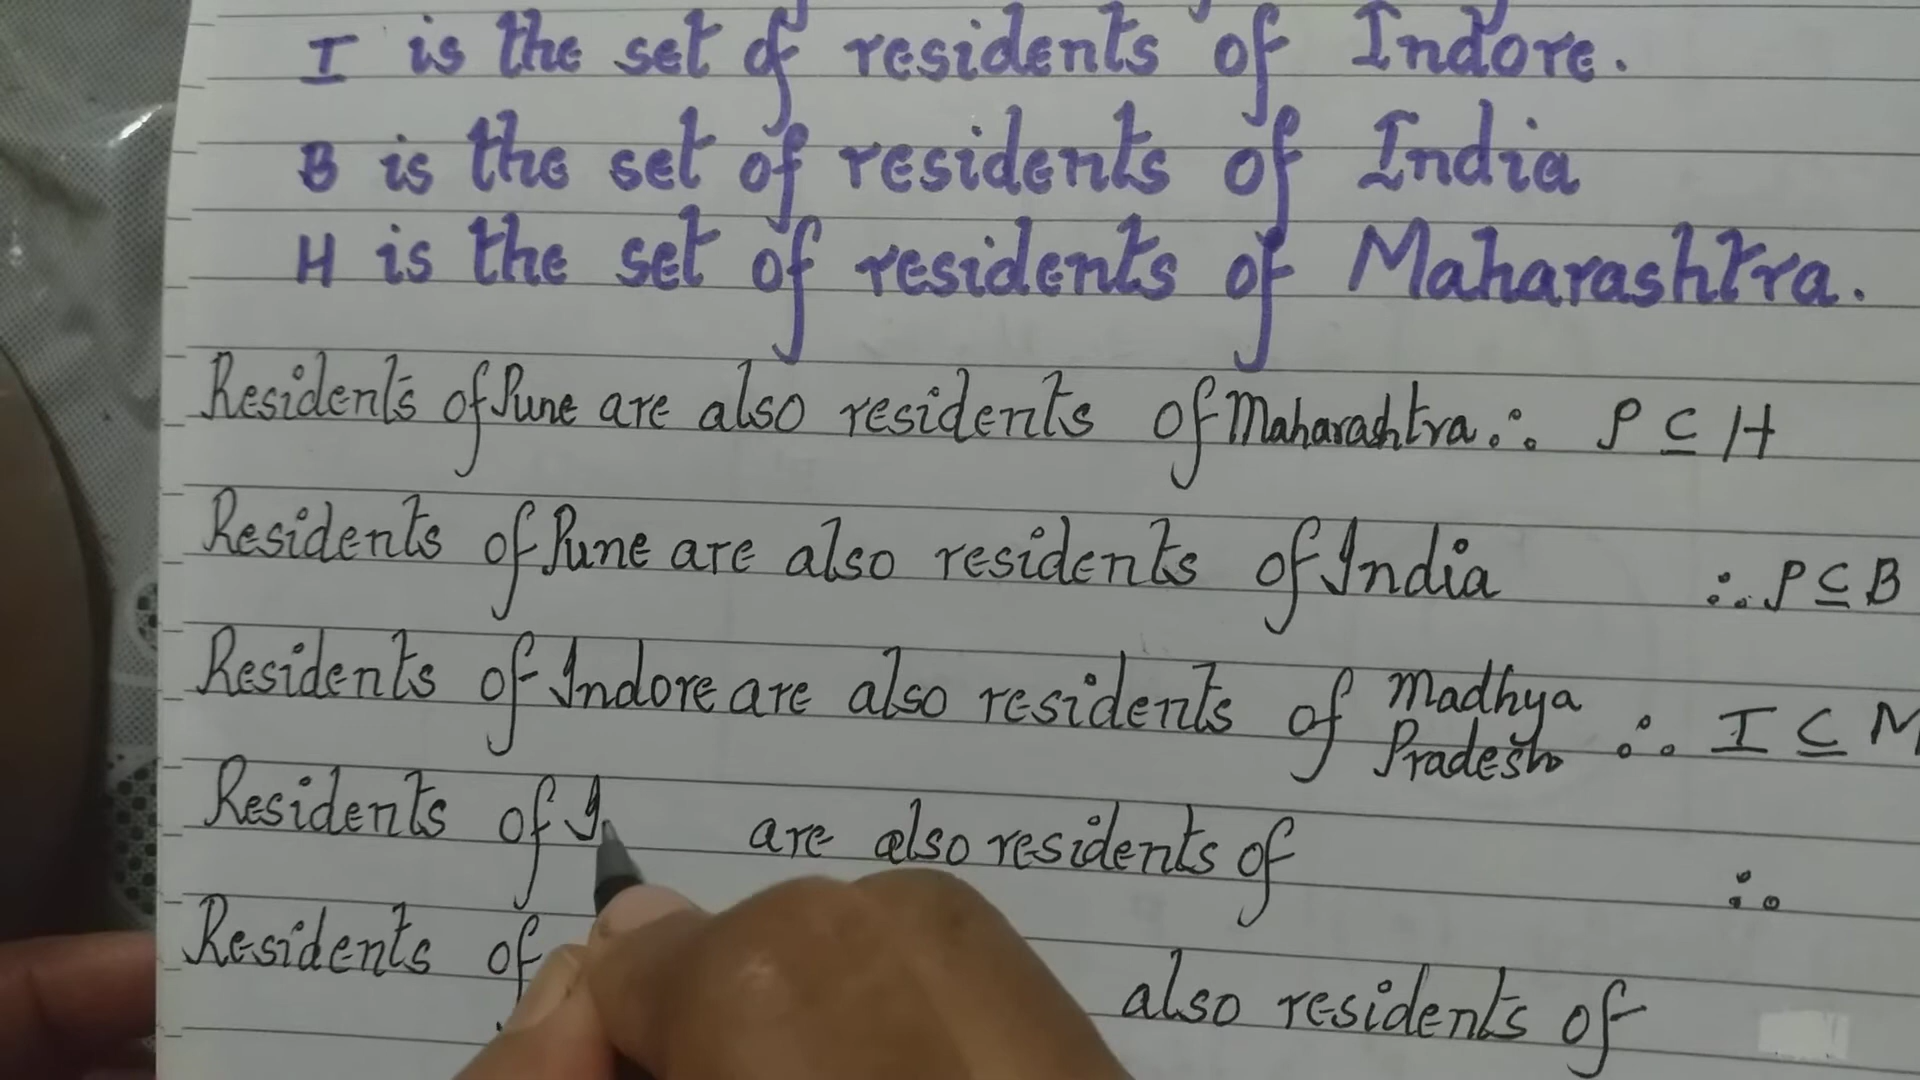 I is the set of residents of Indore.
B is the set of residents of India
H is the set of residents of Maharashtra.
Residents of Pune are also residents of Maharashtra. ∴ P ⊆ H
Residents of Pune are also residents of India ∴ P ⊆ B
Residents of Indore are also residents of Madhya Pradesh ∴ I ⊆ M
Residents of I are also residents of ∴
Residents of also residents of